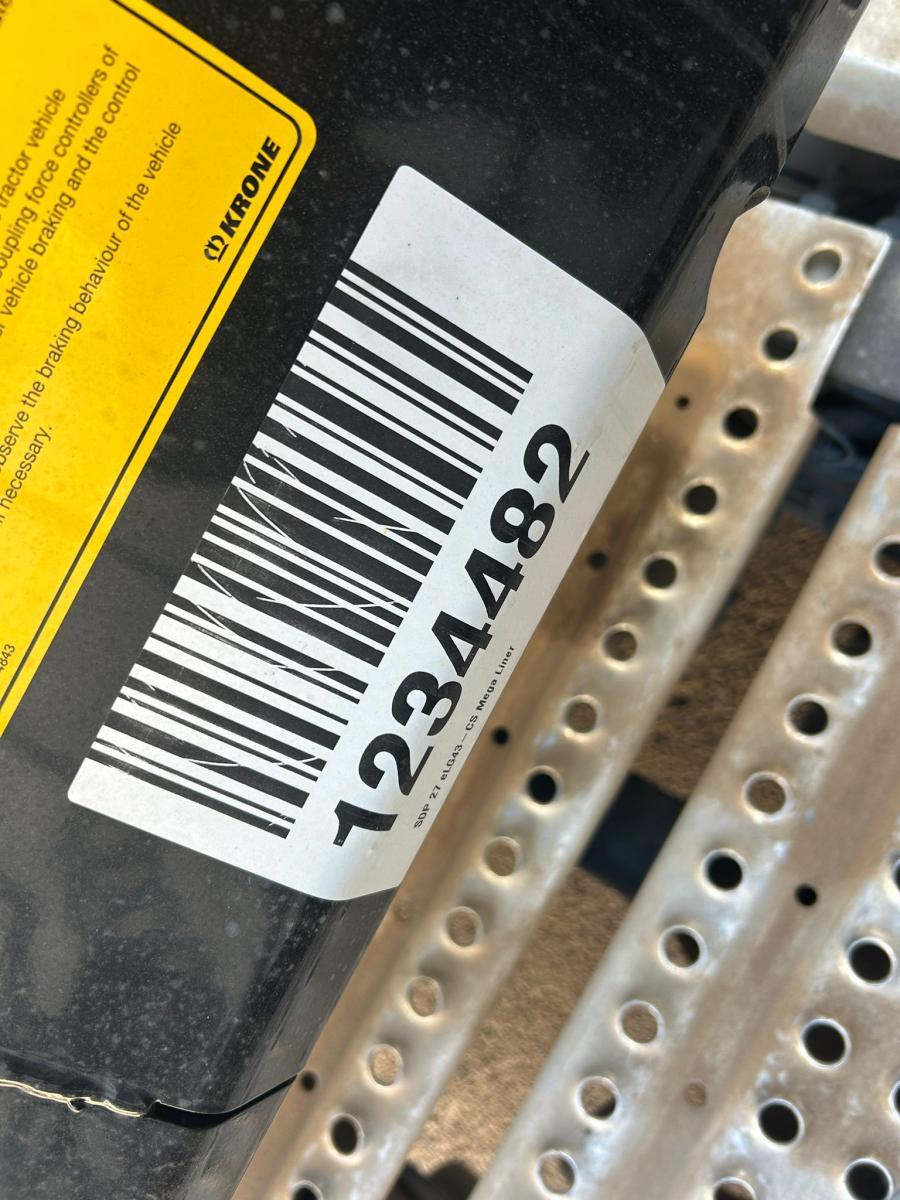 tractor vehicle
coupling force controllers of
vehicle braking and the control
observe the braking behaviour of the vehicle
necessary.
KRONE
1234482
SDP 27 eLG43 – CS Mega Liner